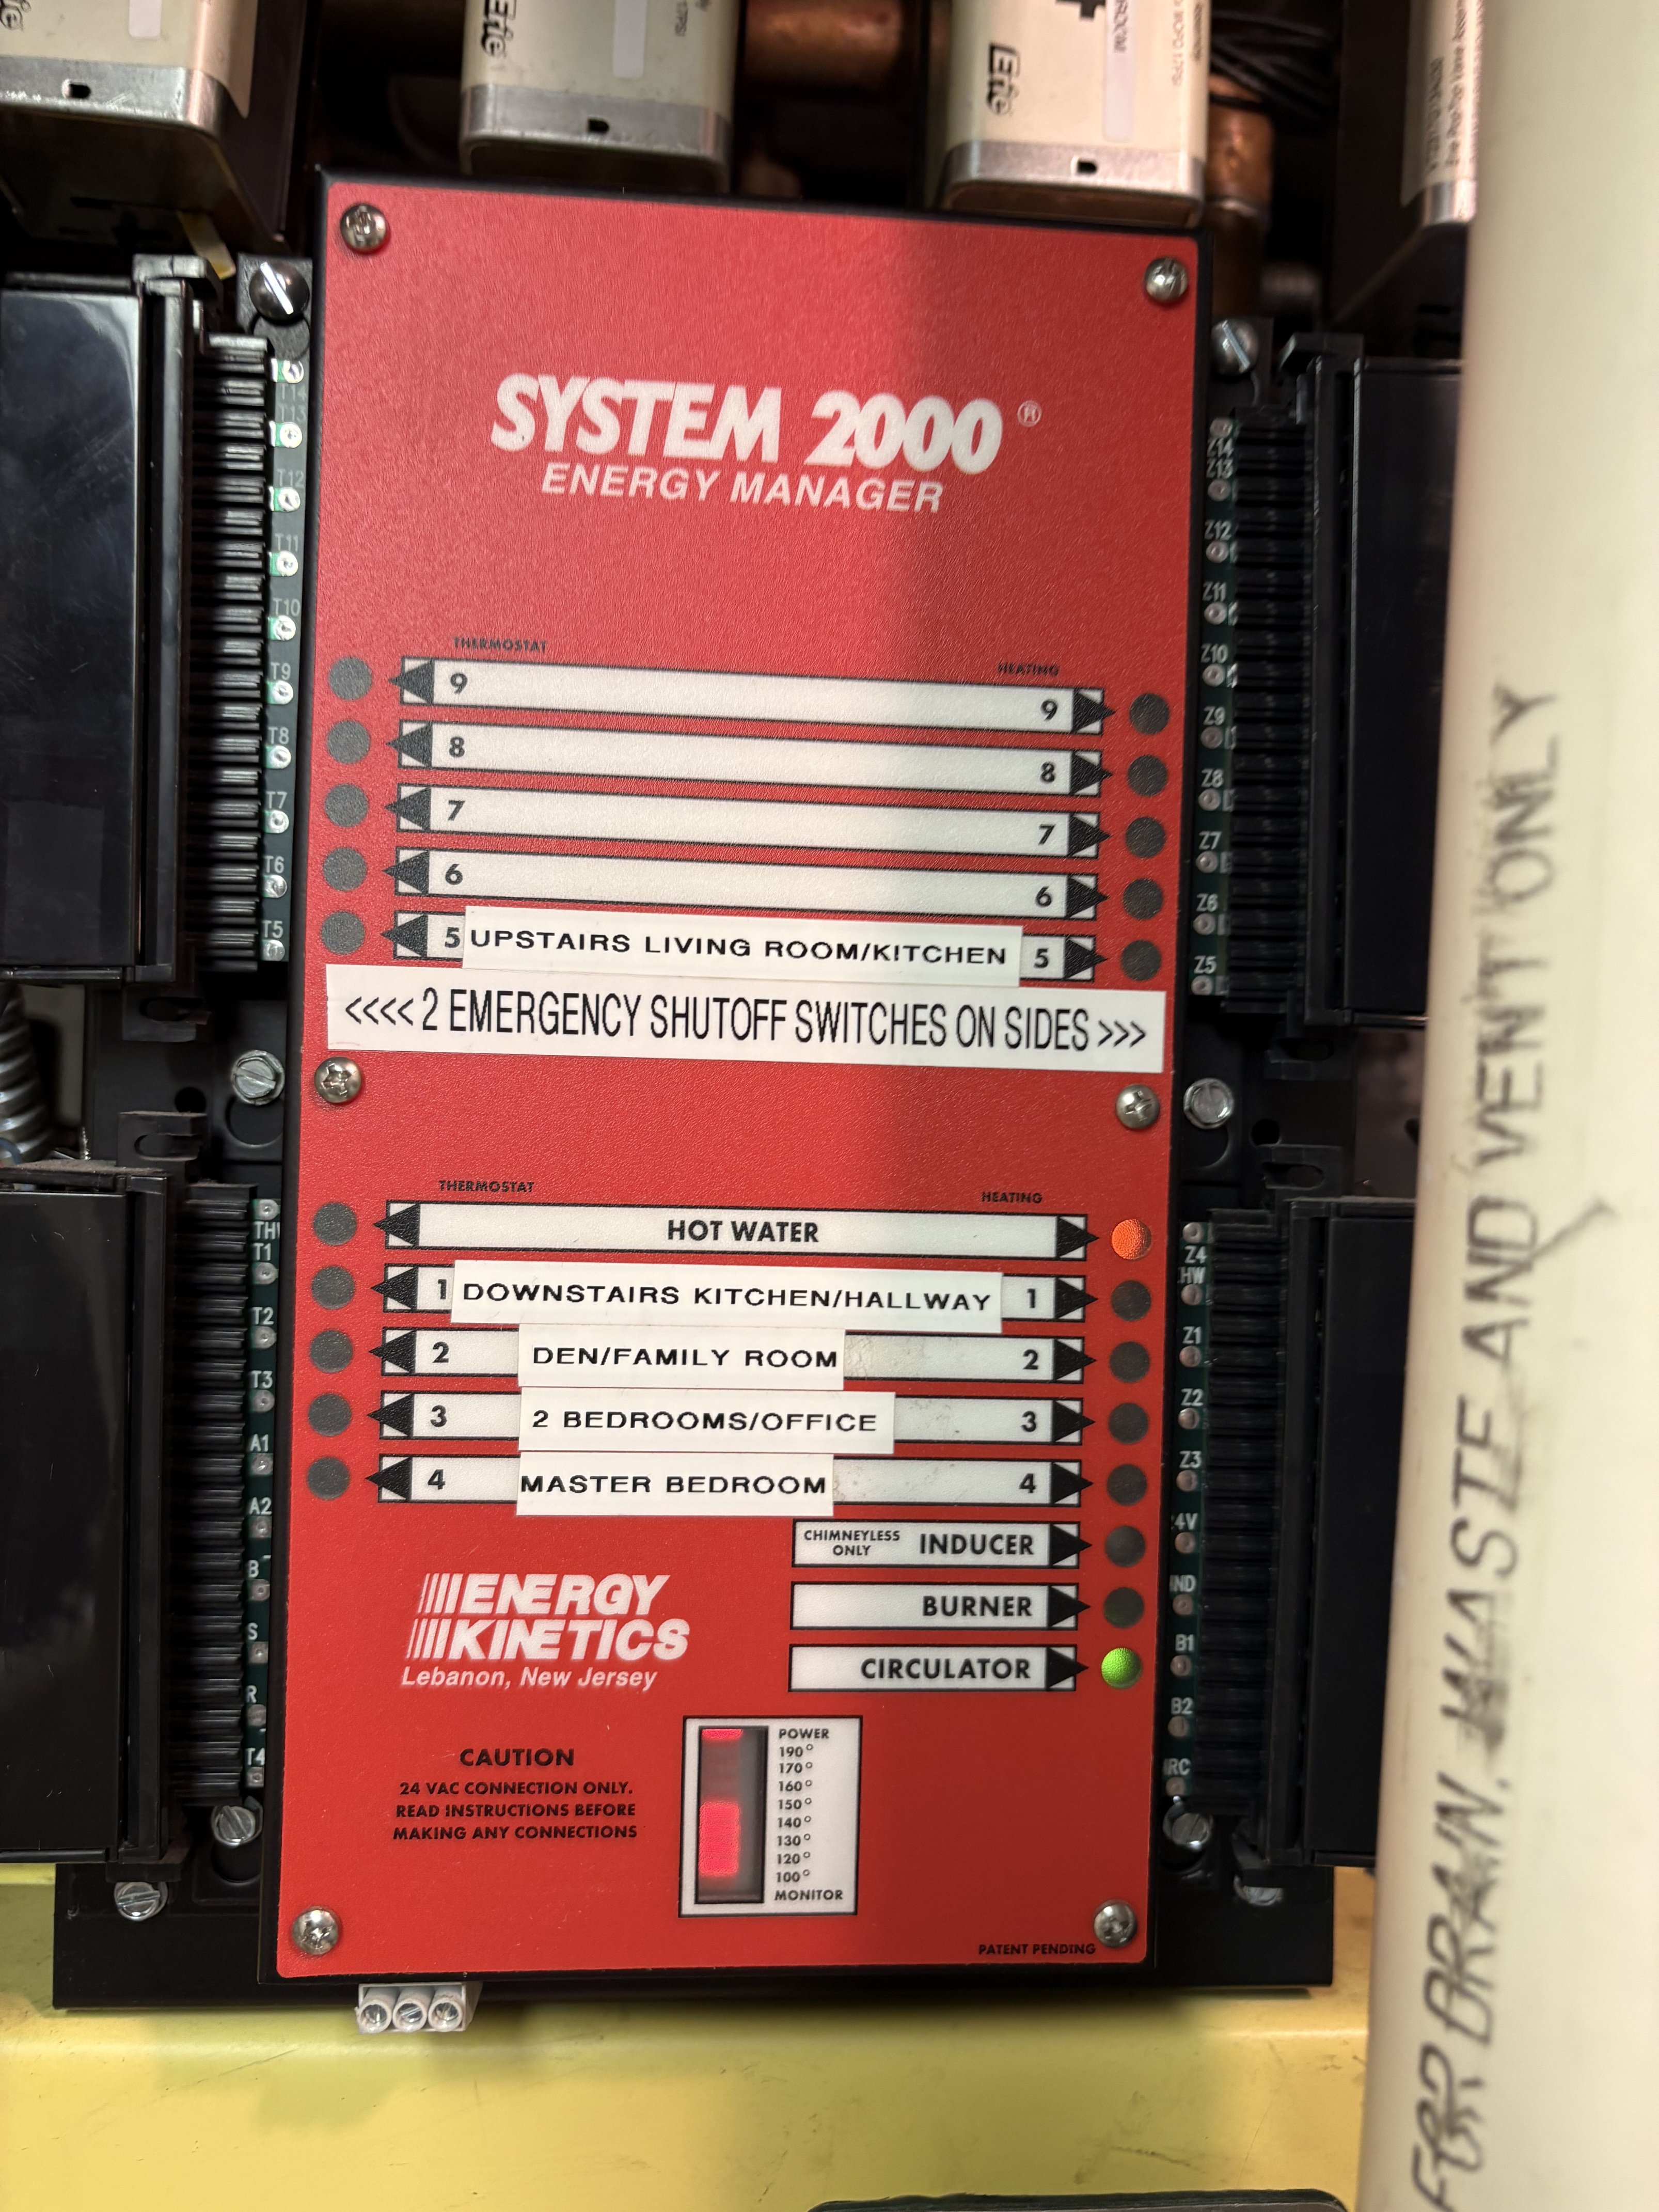 Eric
Eric
SYSTEM 2000®
ENERGY MANAGER
THERMOSTAT HEATING
9 9
8 8
7 7
6 6
5 UPSTAIRS LIVING ROOM/KITCHEN 5
<<<< 2 EMERGENCY SHUTOFF SWITCHES ON SIDES >>>
THERMOSTAT HEATING
HOT WATER
1 DOWNSTAIRS KITCHEN/HALLWAY 1
2 DEN/FAMILY ROOM 2
3 2 BEDROOMS/OFFICE 3
4 MASTER BEDROOM 4
CHIMNEYLESS
ONLY
INDUCER
BURNER
CIRCULATOR
ENERGY
KINETICS
Lebanon, New Jersey
CAUTION
24 VAC CONNECTION ONLY.
READ INSTRUCTIONS BEFORE
MAKING ANY CONNECTIONS
POWER
190°
170°
160°
150°
140°
130°
120°
100°
MONITOR
PATENT PENDING
T14
T13
T12
T11
T10
T9
T8
T7
T6
T5
T1
T2
T3
A1
A2
B
S
R
T4
Z14
Z13
Z12
Z11
Z10
Z9
Z8
Z7
Z6
Z5
Z4
HW
Z1
Z2
Z3
4V
ND
B1
B2
RC
FOR DRAIN, WASTE AND VENT ONLY